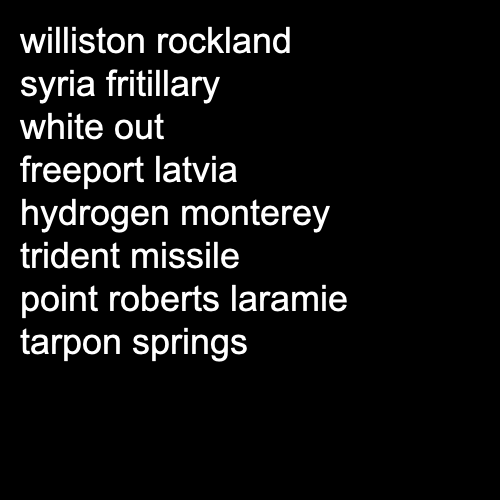 williston rockland
syria fritillary
white out
freeport latvia
hydrogen monterey
trident missile
point roberts laramie
tarpon springs